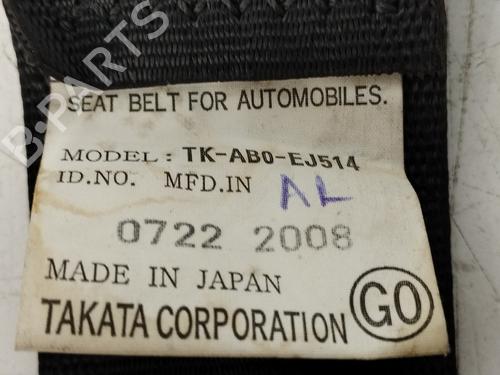 B-PARTS
SEAT BELT FOR AUTOMOBILES.
MODEL : TK-AB0-EJ514
ID.NO. MFD.IN AL
0722 2008
MADE IN JAPAN
TAKATA CORPORATION GO